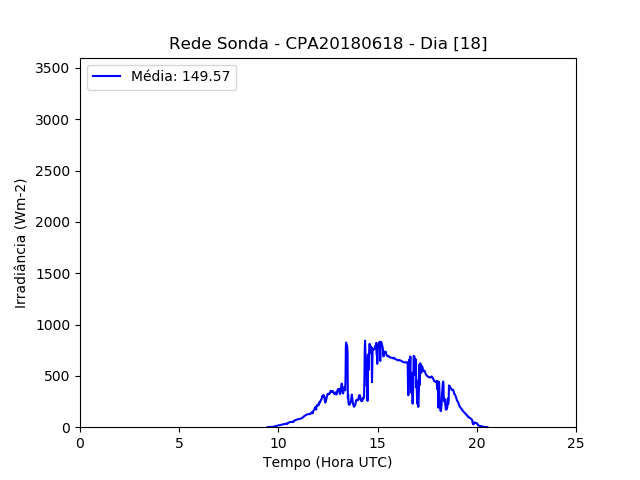 Rede Sonda - CPA20180618 - Dia [18]
Média: 149.57
3500
3000
2500
2000
1500
1000
500
0
Irradiância (Wm-2)
0 5 10 15 20 25
Tempo (Hora UTC)